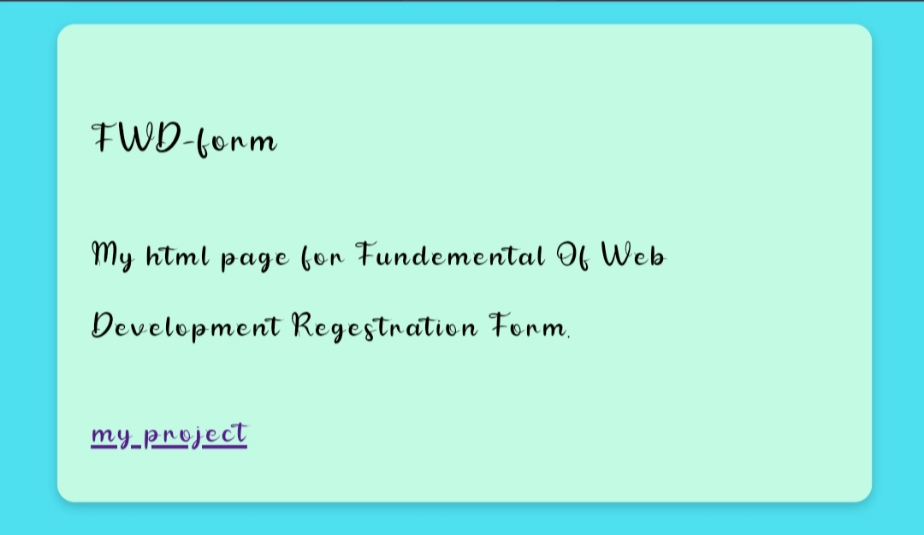 FWD-form
My html page for Fundemental Of Web
Development Regestration Form.
my_project